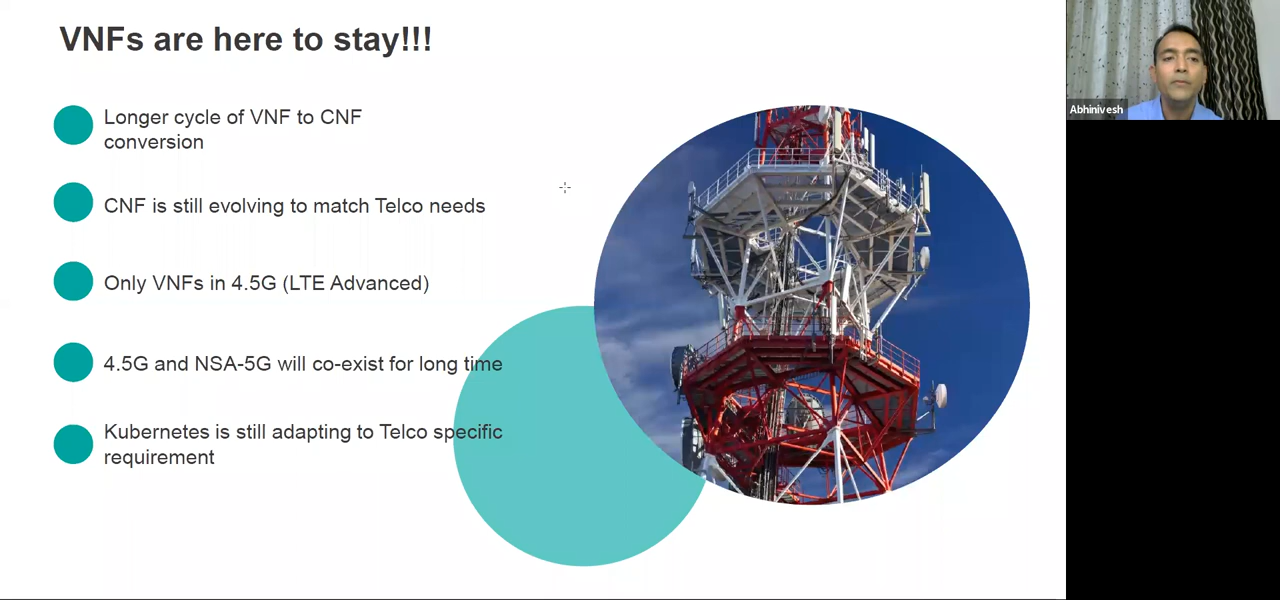 VNFs are here to stay!!!
Longer cycle of VNF to CNF
conversion
CNF is still evolving to match Telco needs
Only VNFs in 4.5G (LTE Advanced)
4.5G and NSA-5G will co-exist for long time
Kubernetes is still adapting to Telco specific
requirement
Abhinivesh